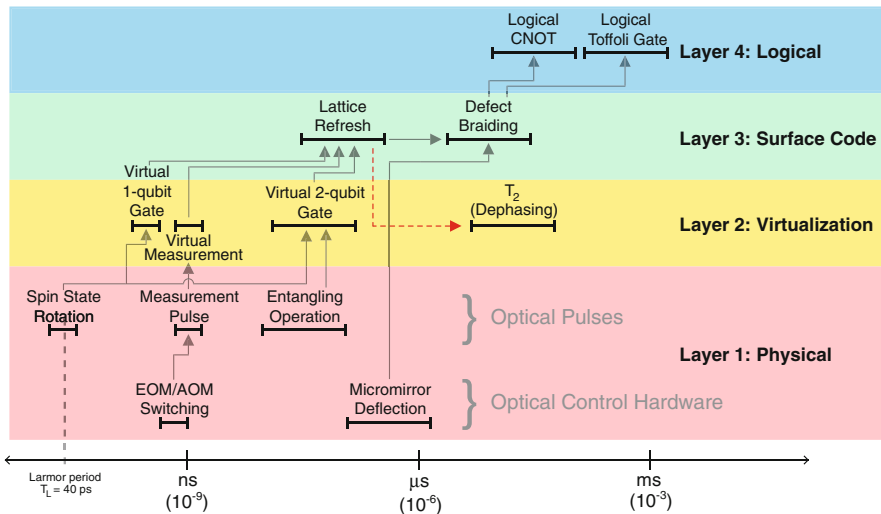 Logical
CNOT
Logical
Toffoli Gate
Layer 4: Logical
Lattice
Refresh
Defect
Braiding
Layer 3: Surface Code
Virtual
1-qubit
Gate
Virtual
Measurement
Virtual 2-qubit
Gate
T2
(Dephasing)
Layer 2: Virtualization
Spin State
Rotation
Measurement
Pulse
Entangling
Operation
Optical Pulses
Layer 1: Physical
EOM/AOM
Switching
Micromirror
Deflection
Optical Control Hardware
Larmor period
TL = 40 ps
ns
(10-9)
μs
(10-6)
ms
(10-3)